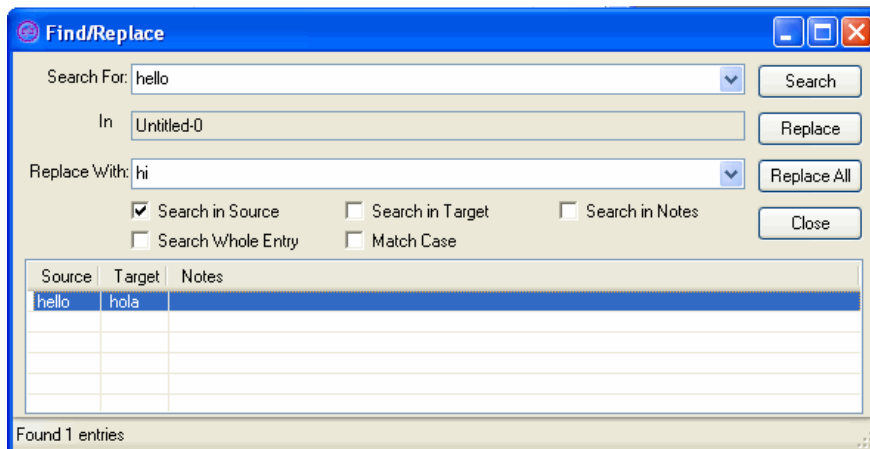 Find/Replace
Search For: hello
Search
In Untitled-0
Replace
Replace With: hi
Replace All
Search in Source Search in Target Search in Notes
Close
Search Whole Entry Match Case
Source Target Notes
hello hola
Found 1 entries